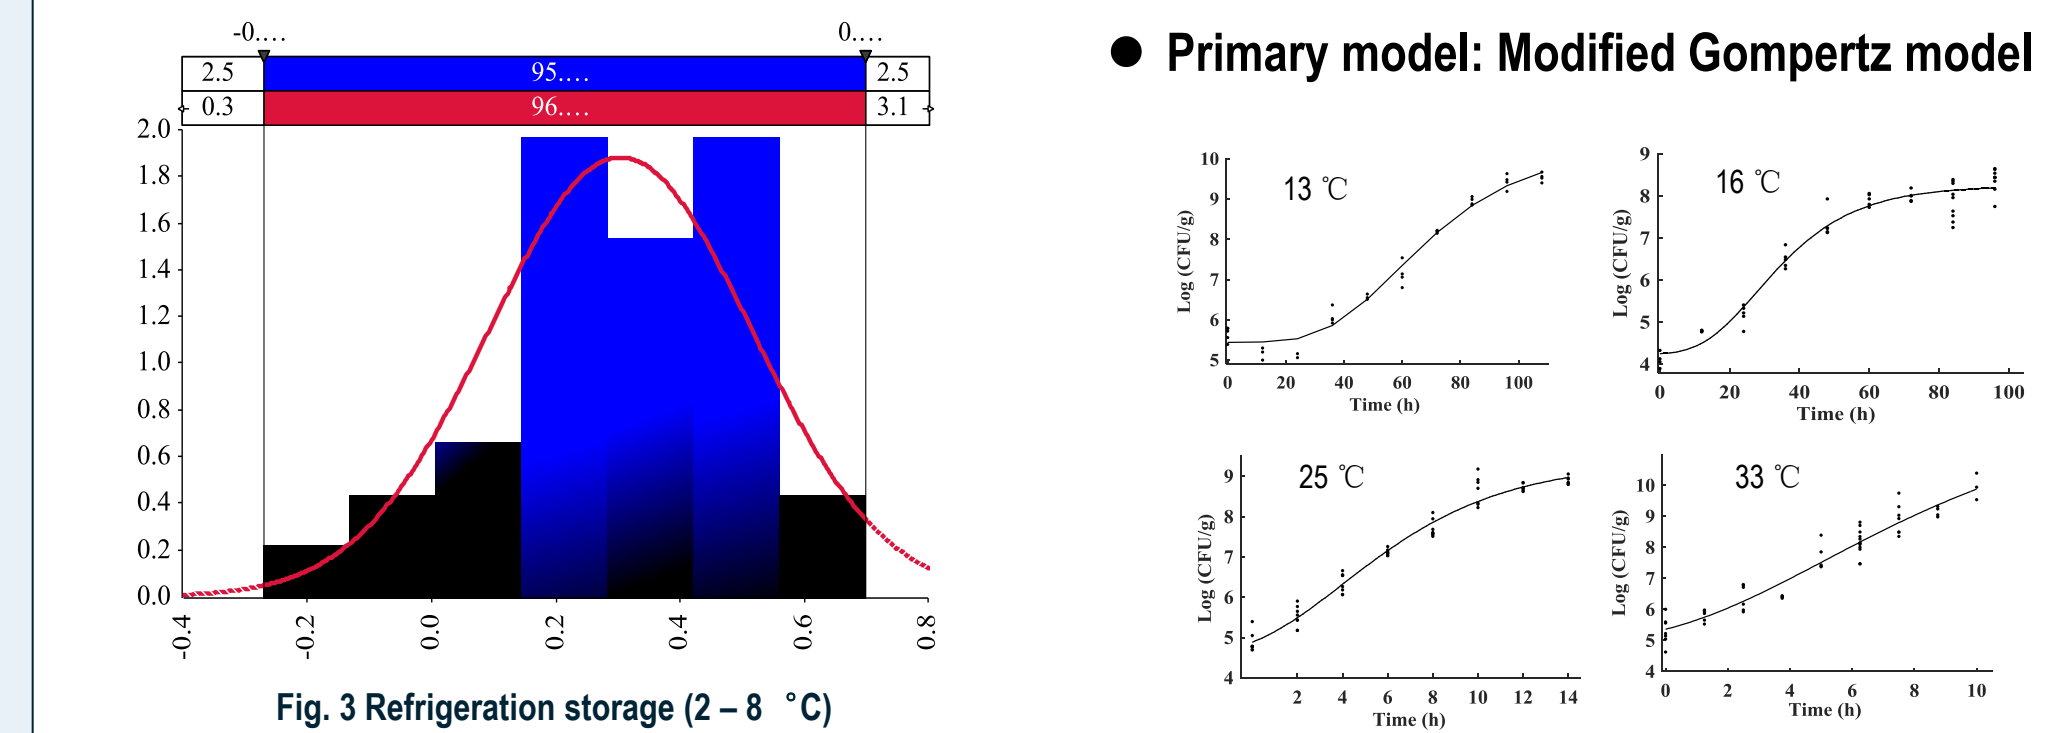 -0.... 0....
2.5 95.... 2.5
0.3 96.... 3.1
2.0
1.8
1.6
1.4
1.2
1.0
0.8
0.6
0.4
0.2
0.0
-0.4 -0.2 0.0 0.2 0.4 0.6 0.8
Fig. 3 Refrigeration storage (2 – 8 °C)
● Primary model: Modified Gompertz model
13 ℃
Log (CFU/g)
10
9
8
7
6
5
0 20 40 60 80 100
Time (h)
16 ℃
Log (CFU/g)
9
8
7
6
5
4
0 20 40 60 80 100
Time (h)
25 ℃
Log (CFU/g)
9
8
7
6
5
4
2 4 6 8 10 12 14
Time (h)
33 ℃
Log (CFU/g)
10
9
8
7
6
5
4
0 2 4 6 8 10
Time (h)